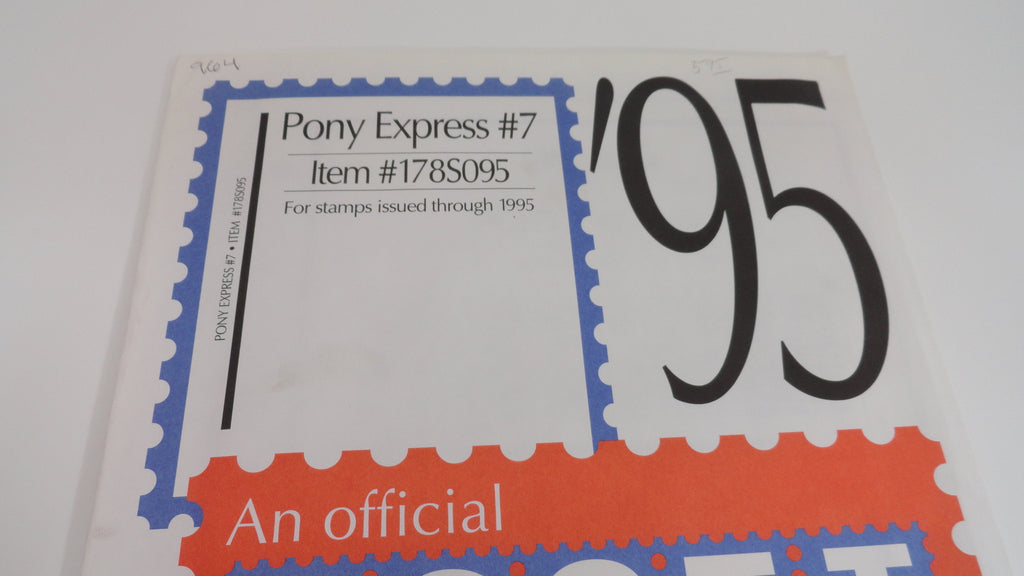 9604
'95
Pony Express #7
Item #178S095
For stamps issued through 1995
PONY EXPRESS #7 • ITEM #178S095
An official